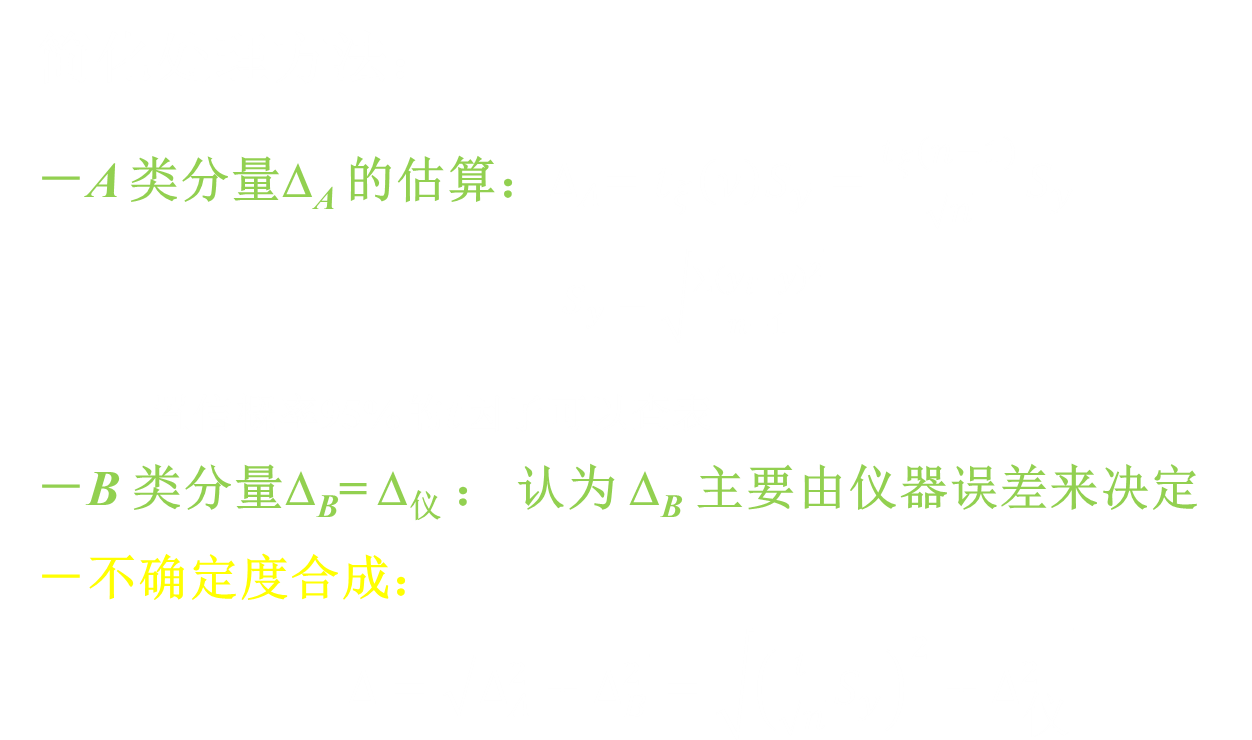 －A 类分量ΔA 的估算：
－B 类分量ΔB= Δ仪 ： 认为 ΔB 主要由仪器误差来决定
－不确定度合成：